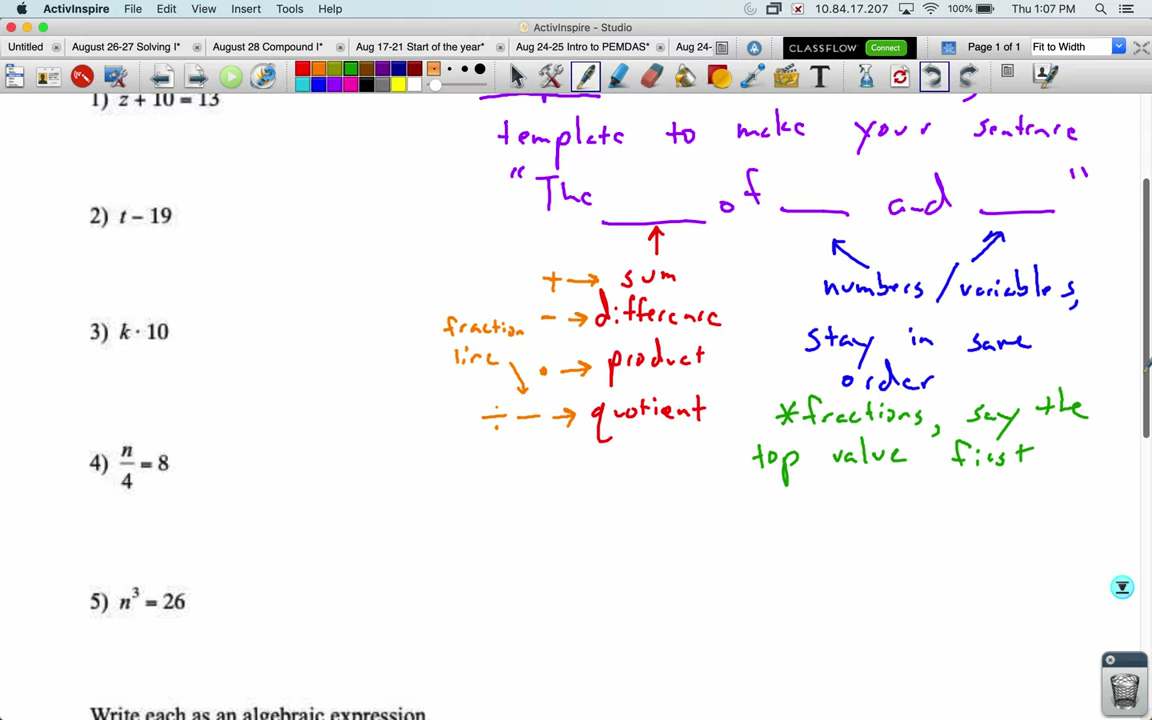 ActivInspire File Edit View Insert Tools Help 10.84.17.207 100% Thu 1:07 PM
ActivInspire - Studio
Untitled August 26-27 Solving I* August 28 Compound I* Aug 17-21 Start of the year* Aug 24-25 Intro to PEMDAS* Aug 24- CLASSFLOW Connect Page 1 of 1 Fit to Width
T
1) z + 10 = 13
template to make your sentence
"The ______ of ____ and ____"
+ → sum
- → difference
fraction line
• → product
÷ — → quotient
numbers/variables,
stay in same
order
*fractions, say the
top value first
2) t – 19
3) k · 10
4) n/4 = 8
5) n³ = 26
Write each as an algebraic expression.